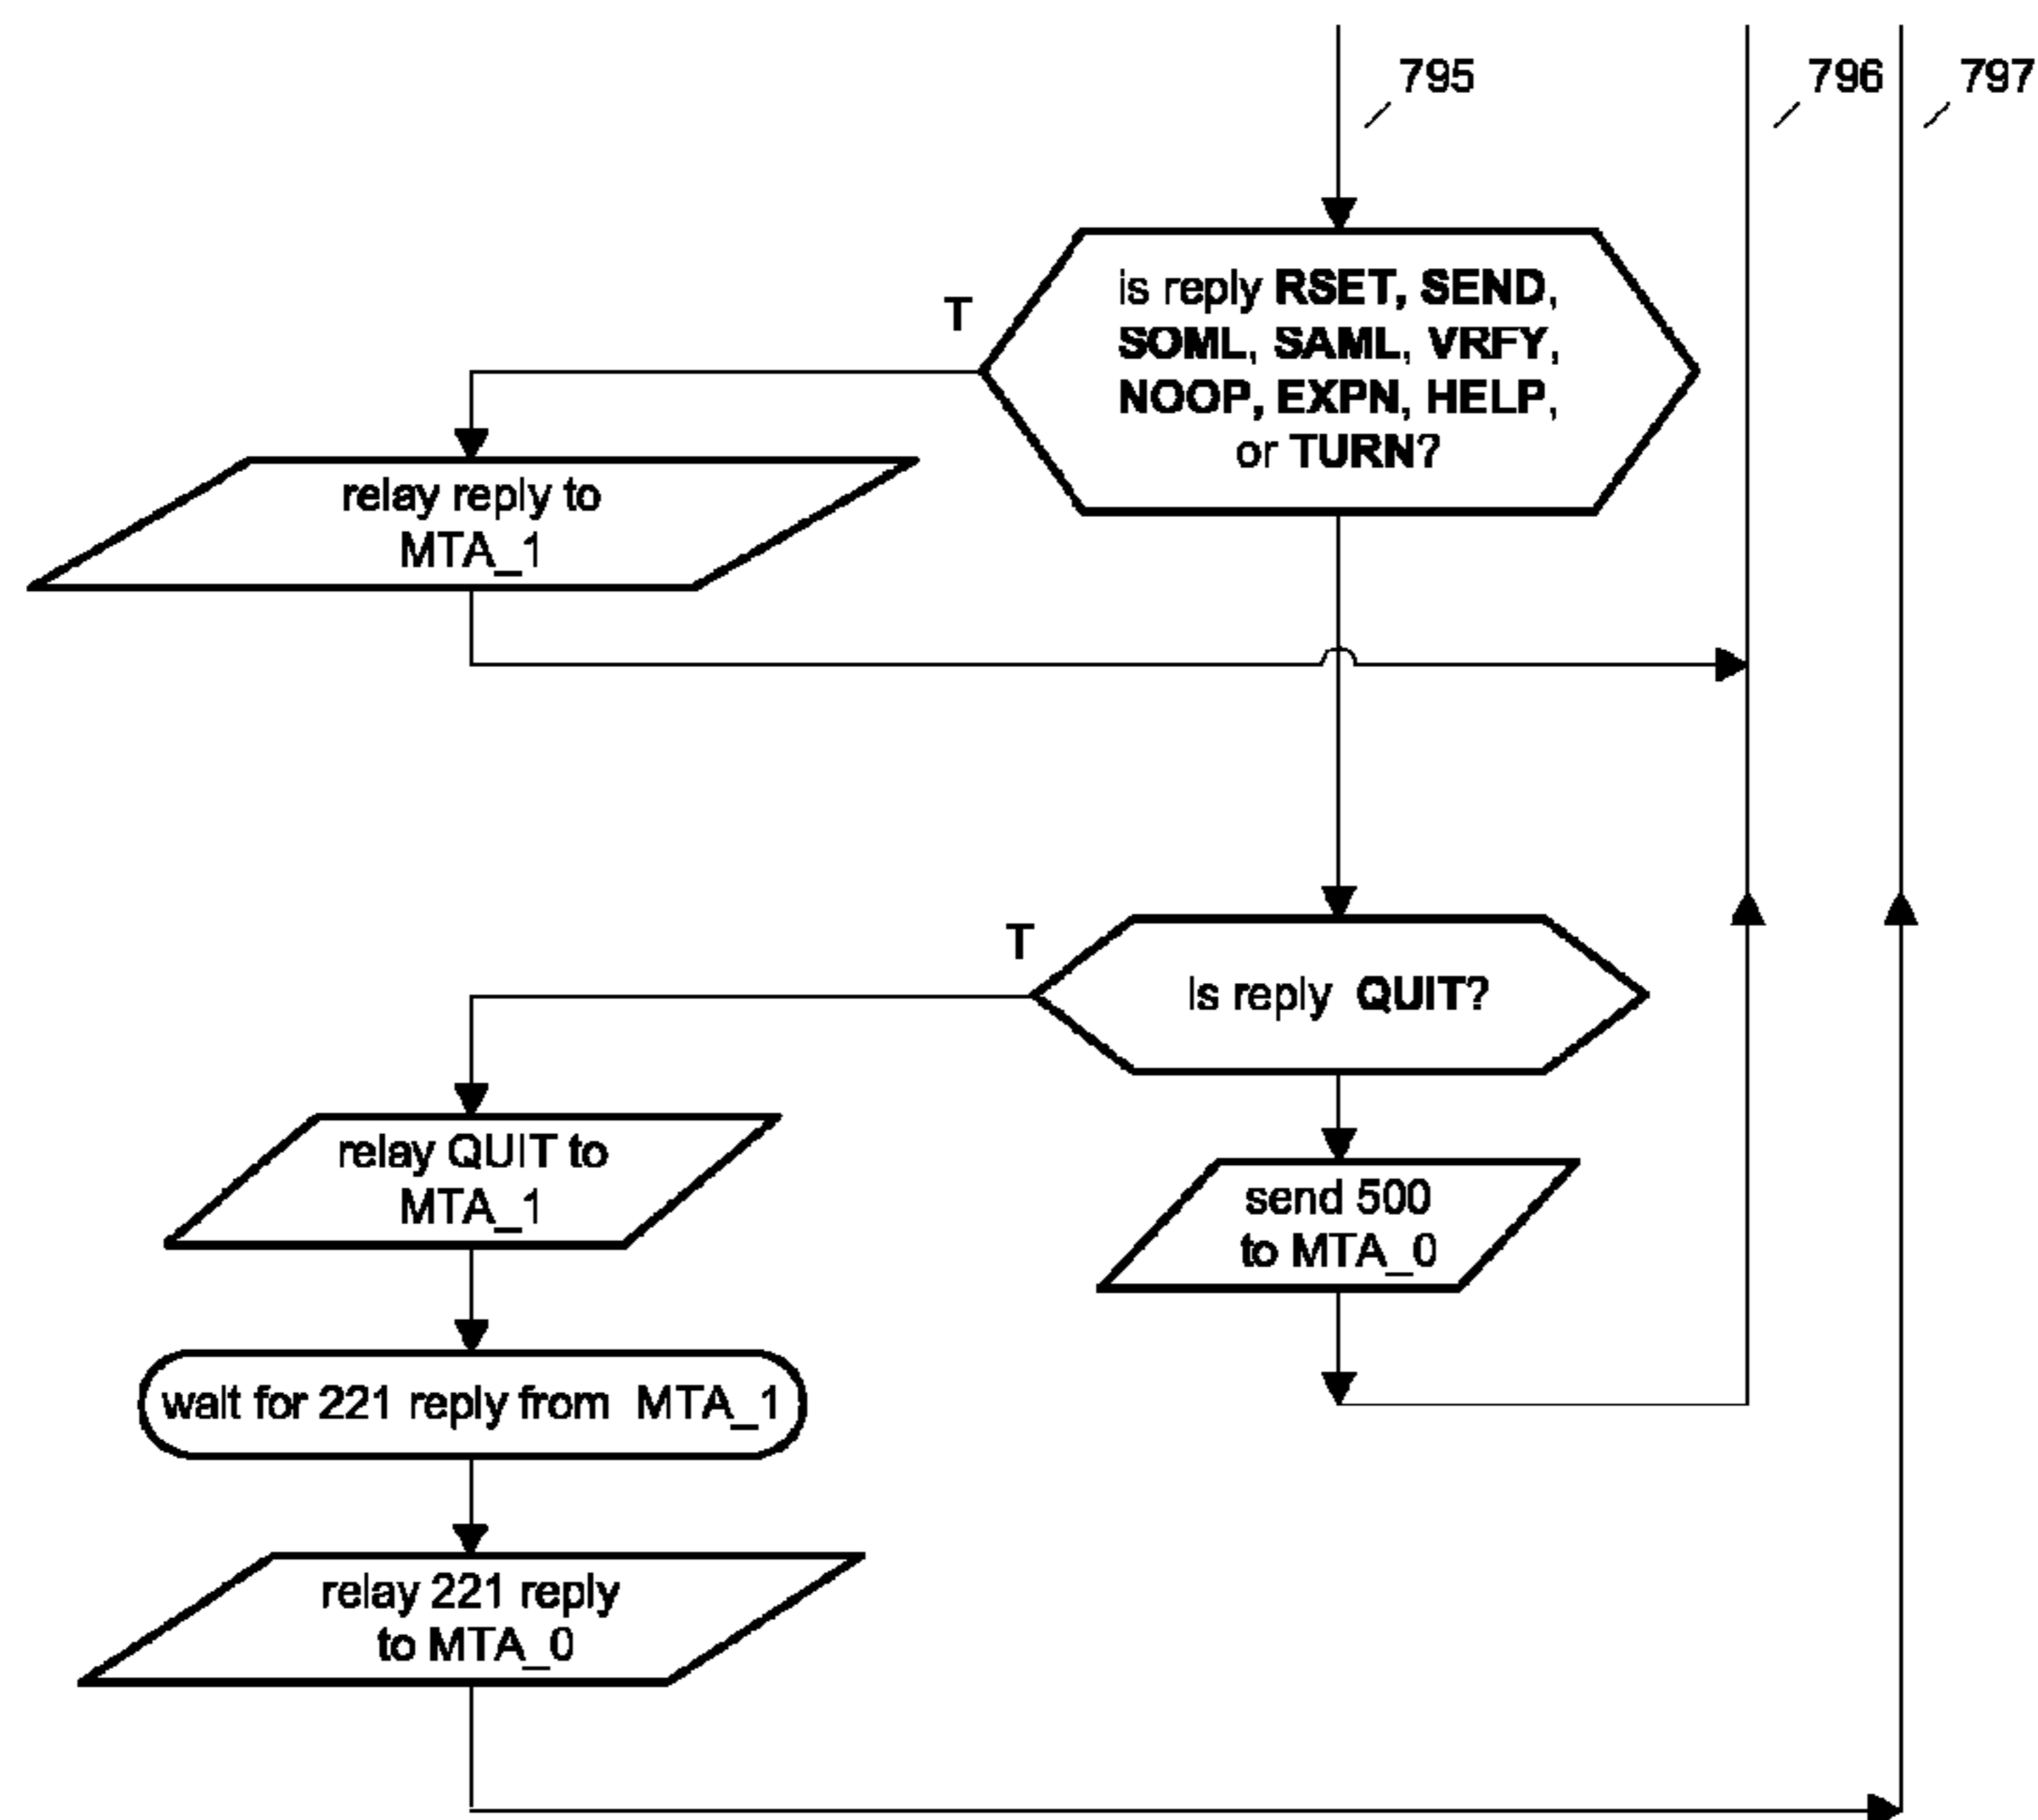 795
796
797
T
is reply RSET, SEND,
SOML, SAML, VRFY,
NOOP, EXPN, HELP,
or TURN?
relay reply to
MTA_1
T
Is reply QUIT?
relay QUIT to
MTA_1
send 500
to MTA_0
wait for 221 reply from MTA_1
relay 221 reply
to MTA_0